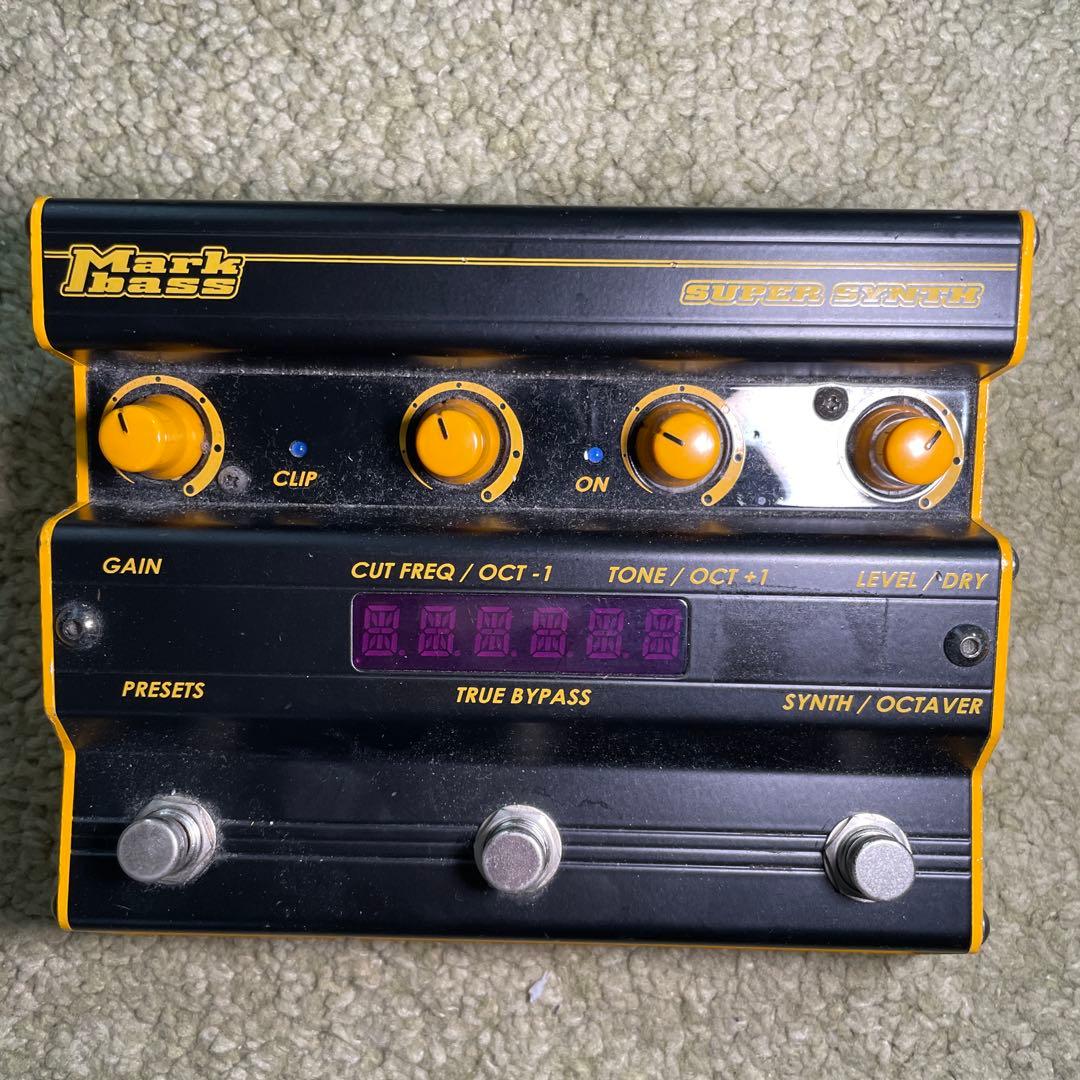 Mark
bass
SUPER SYNTH
CLIP
ON
GAIN
CUT FREQ / OCT -1
TONE / OCT +1
LEVEL / DRY
PRESETS
TRUE BYPASS
SYNTH / OCTAVER